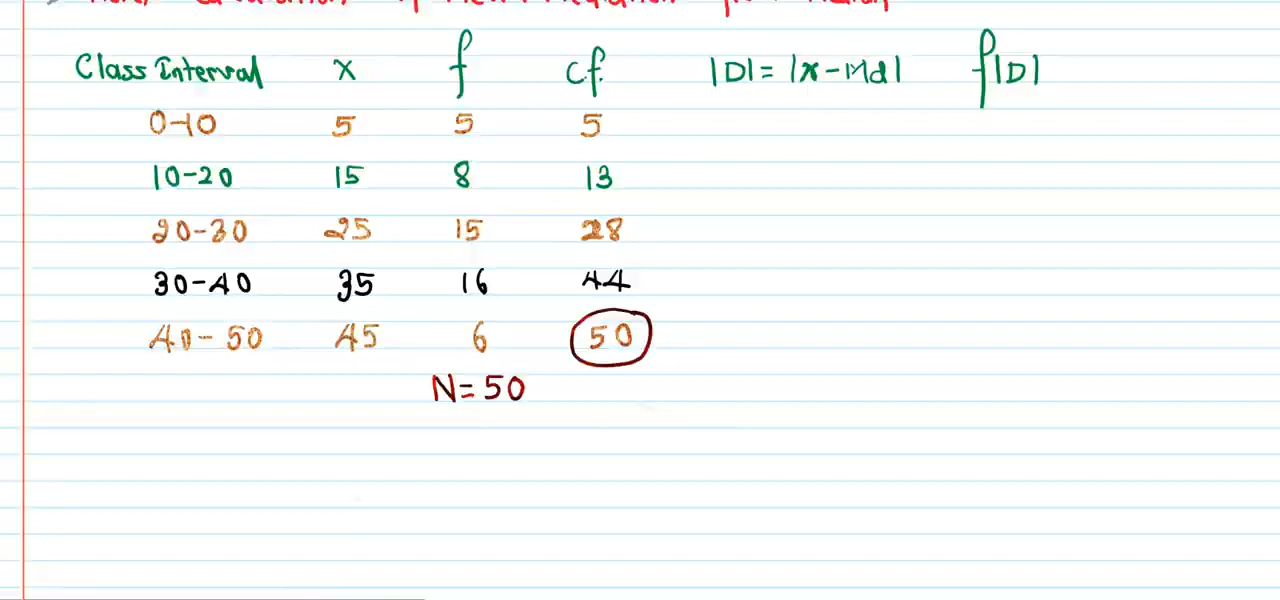 Class Interval x f c.f. |D| = |x - Md| f|D|
0-10 5 5 5
10-20 15 8 13
20-30 25 15 28
30-40 35 16 44
40-50 45 6 50
N = 50